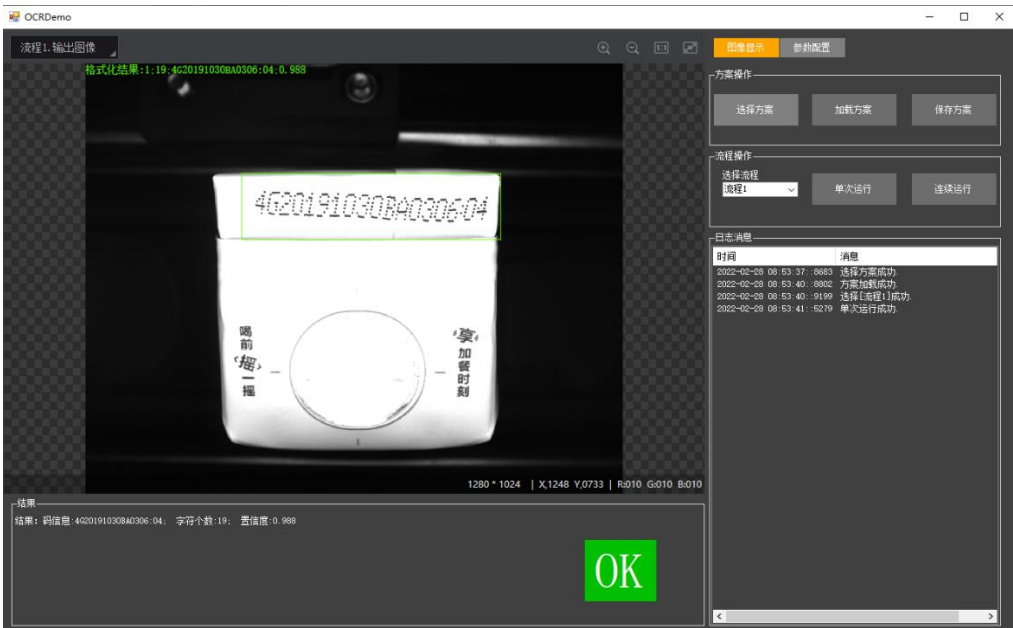 OCRDemo
流程1.输出图像
1:1
图像显示
参数配置
格式化结果:1:19:4G20191030BA0306:04:0.988
方案操作
选择方案
加载方案
保存方案
流程操作
选择流程
流程1
单次运行
连续运行
4G20191030BA0306:04
喝前摇一摇
享加餐时刻
日志消息
时间 消息
2022-02-28 08:53:37::8683 选择方案成功.
2022-02-28 08:53:40::8802 方案加载成功.
2022-02-28 08:53:40::9199 选择[流程1]成功.
2022-02-28 08:53:41::5279 单次运行成功.
1280 * 1024 | X,1248 Y,0733 | R:010 G:010 B:010
结果
结果: 码信息:4G20191030BA0306:04; 字符个数:19; 置信度:0.988
OK